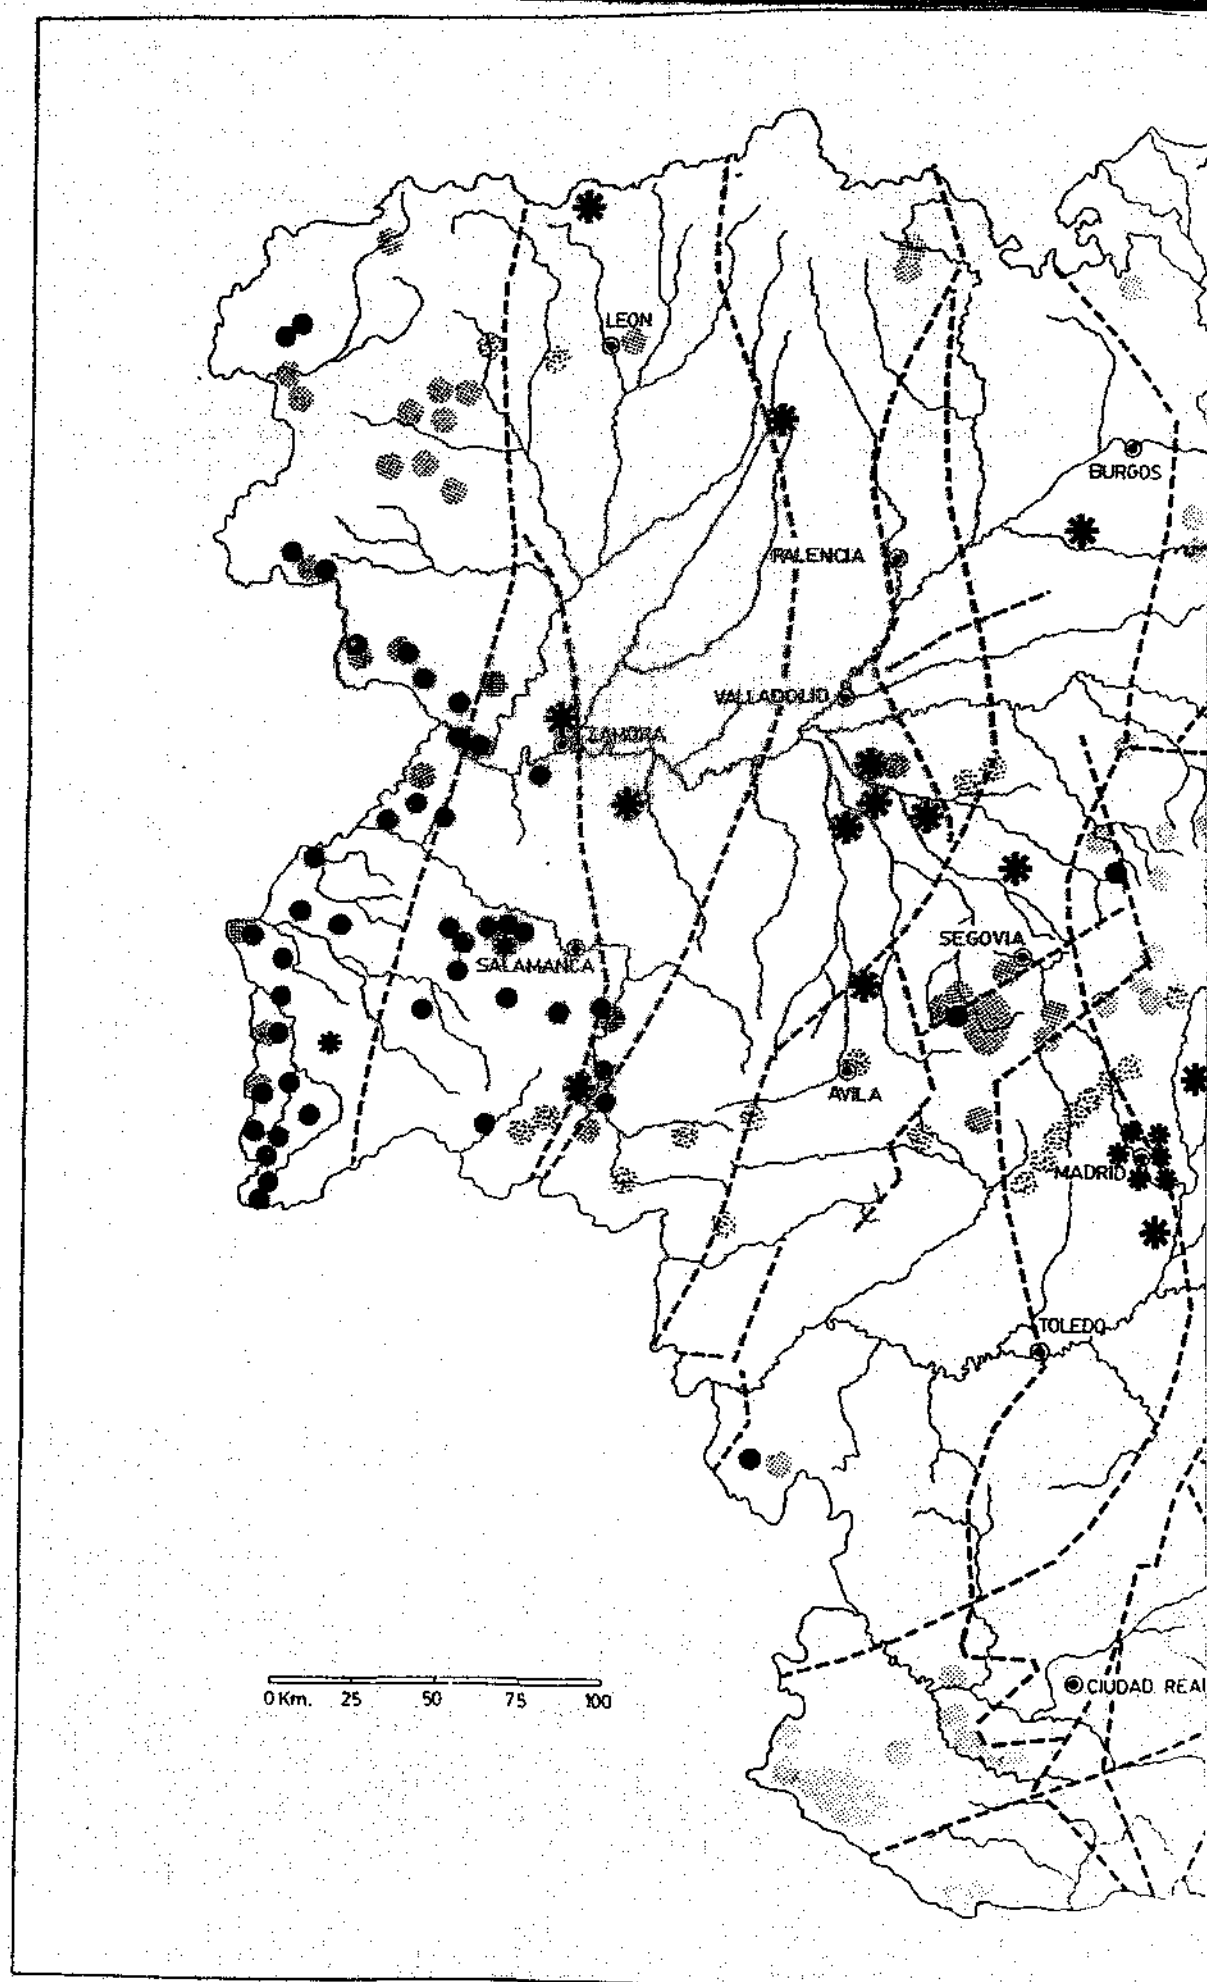 LEON
BURGOS
PALENCIA
VALLADOLID
ZAMORA
SEGOVIA
SALAMANCA
AVILA
MADRID
TOLEDO
0 Km. 25 50 75 100
CIUDAD REAL